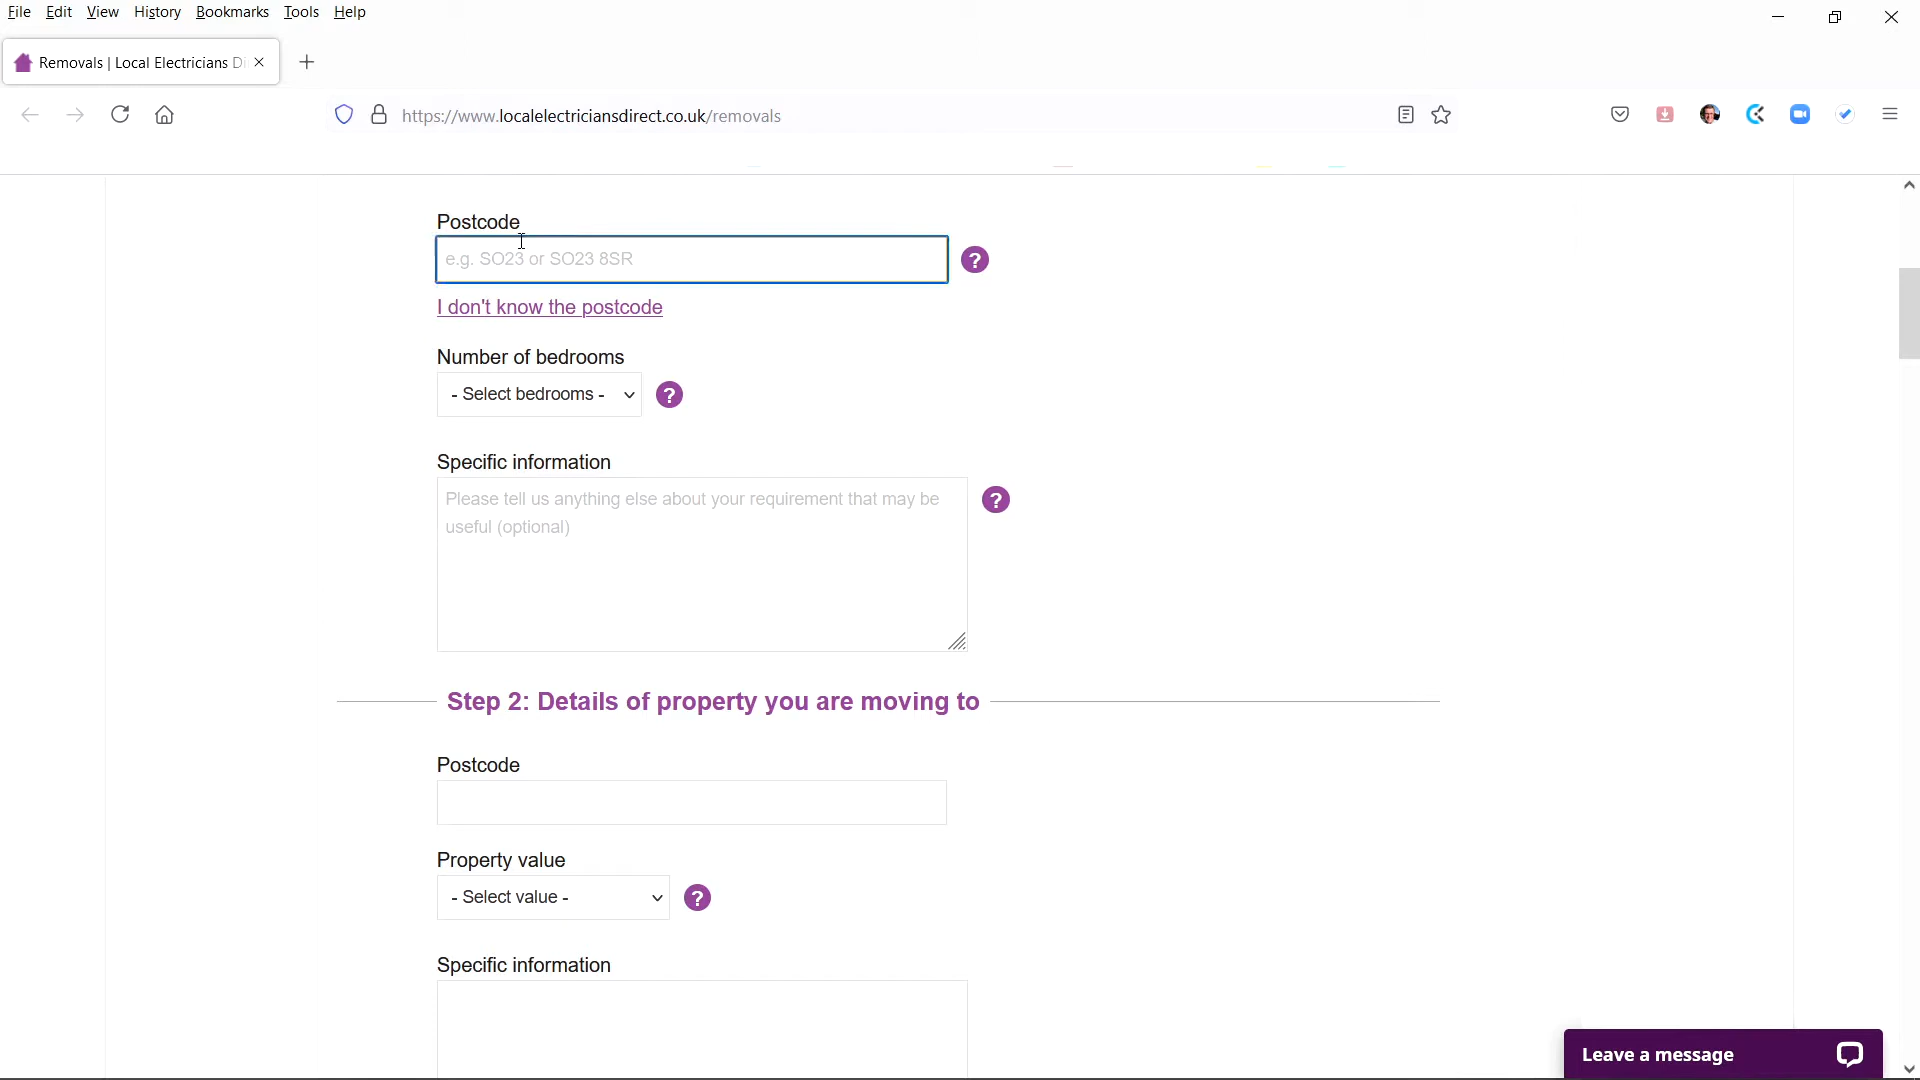 File Edit View History Bookmarks Tools Help
Removals | Local Electricians Di
https://www.localelectriciansdirect.co.uk/removals
Postcode
e.g. SO23 or SO23 8SR
?
I don't know the postcode
Number of bedrooms
- Select bedrooms -
?
Specific information
Please tell us anything else about your requirement that may be
useful (optional)
?
Step 2: Details of property you are moving to
Postcode
Property value
- Select value -
?
Specific information
Leave a message